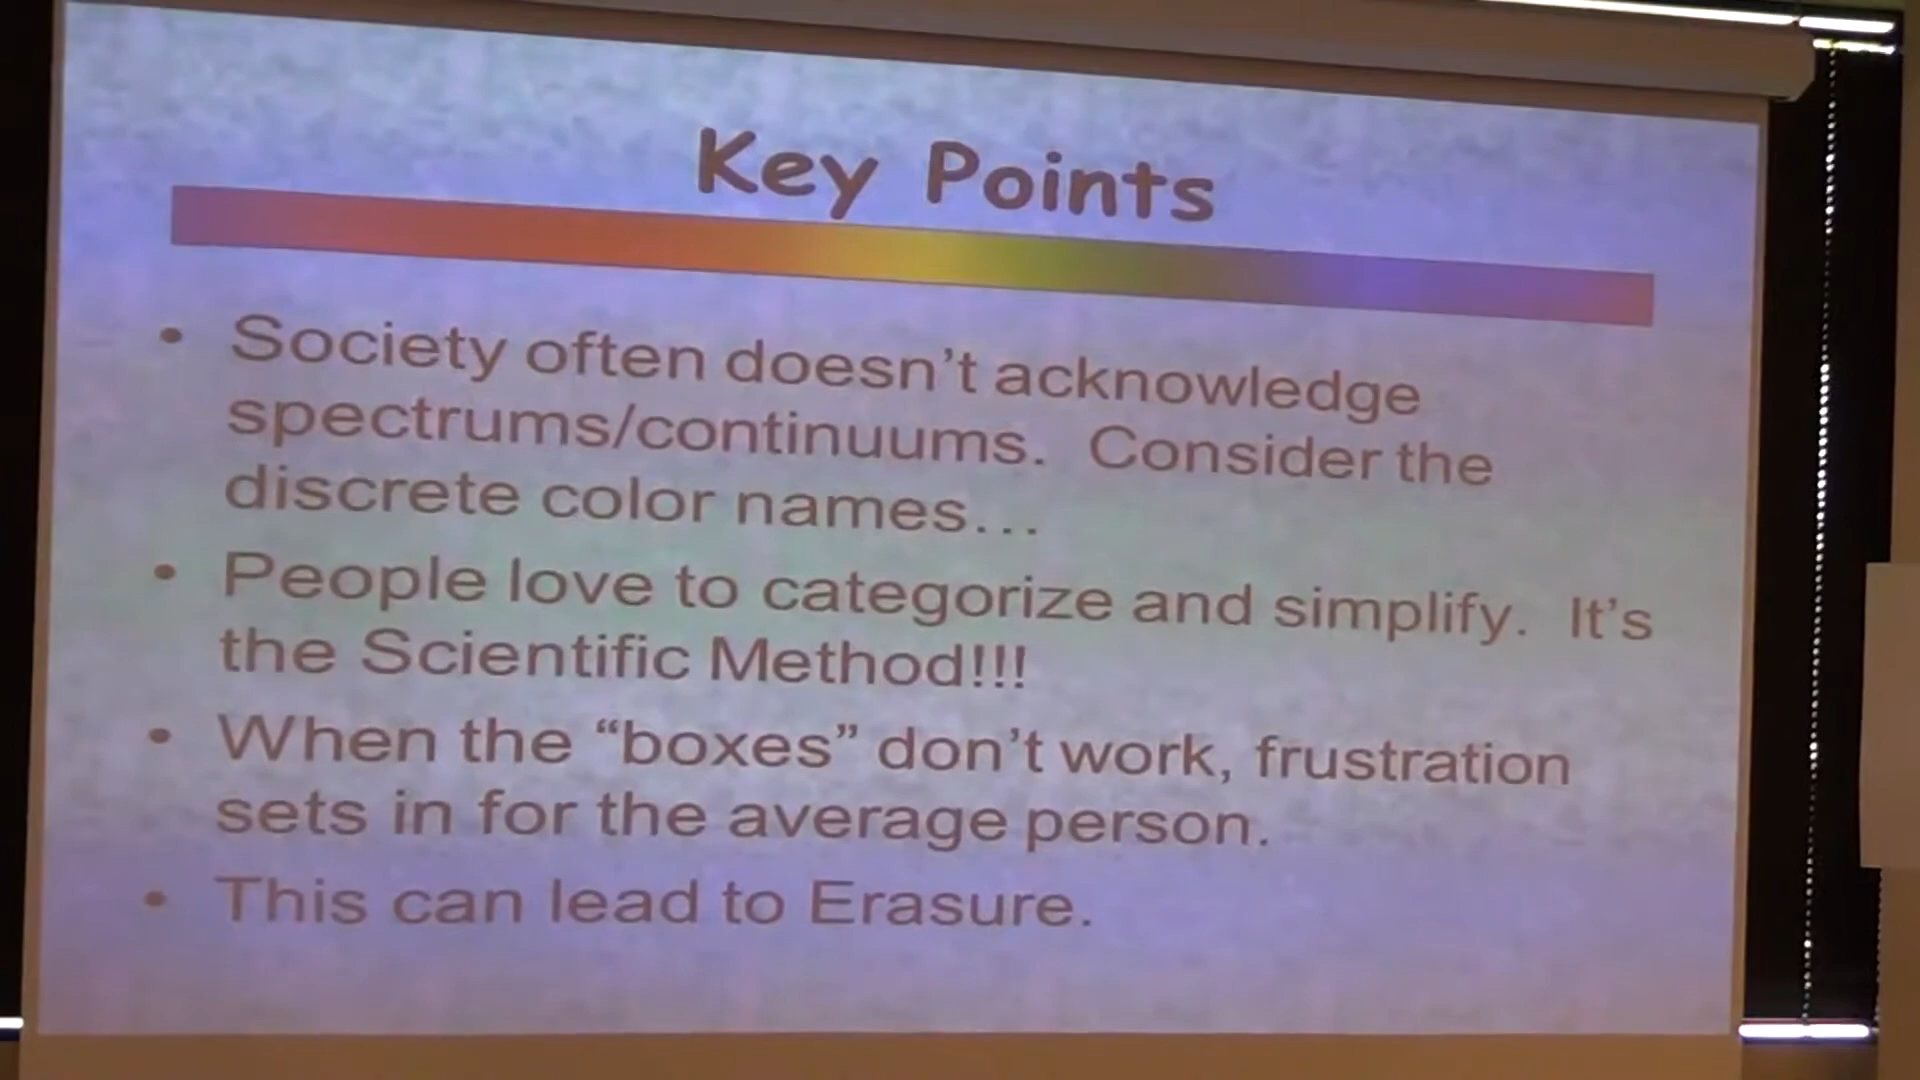 Key Points
• Society often doesn't acknowledge
spectrums/continuums. Consider the
discrete color names...
• People love to categorize and simplify. It's
the Scientific Method!!!
• When the “boxes” don't work, frustration
sets in for the average person.
• This can lead to Erasure.